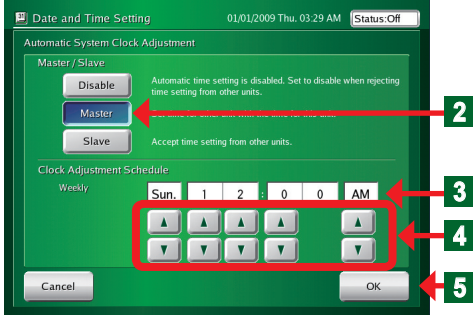 Date and Time Setting 01/01/2009 Thu. 03:29 AM Status:Off
Automatic System Clock Adjustment
Master / Slave
Disable Automatic time setting is disabled. Set to disable when rejecting
time setting from other units.
Master 2
Slave Accept time setting from other units.
Clock Adjustment Schedule
Weekly Sun. 1 2 : 0 0 AM 3
4
Cancel OK 5